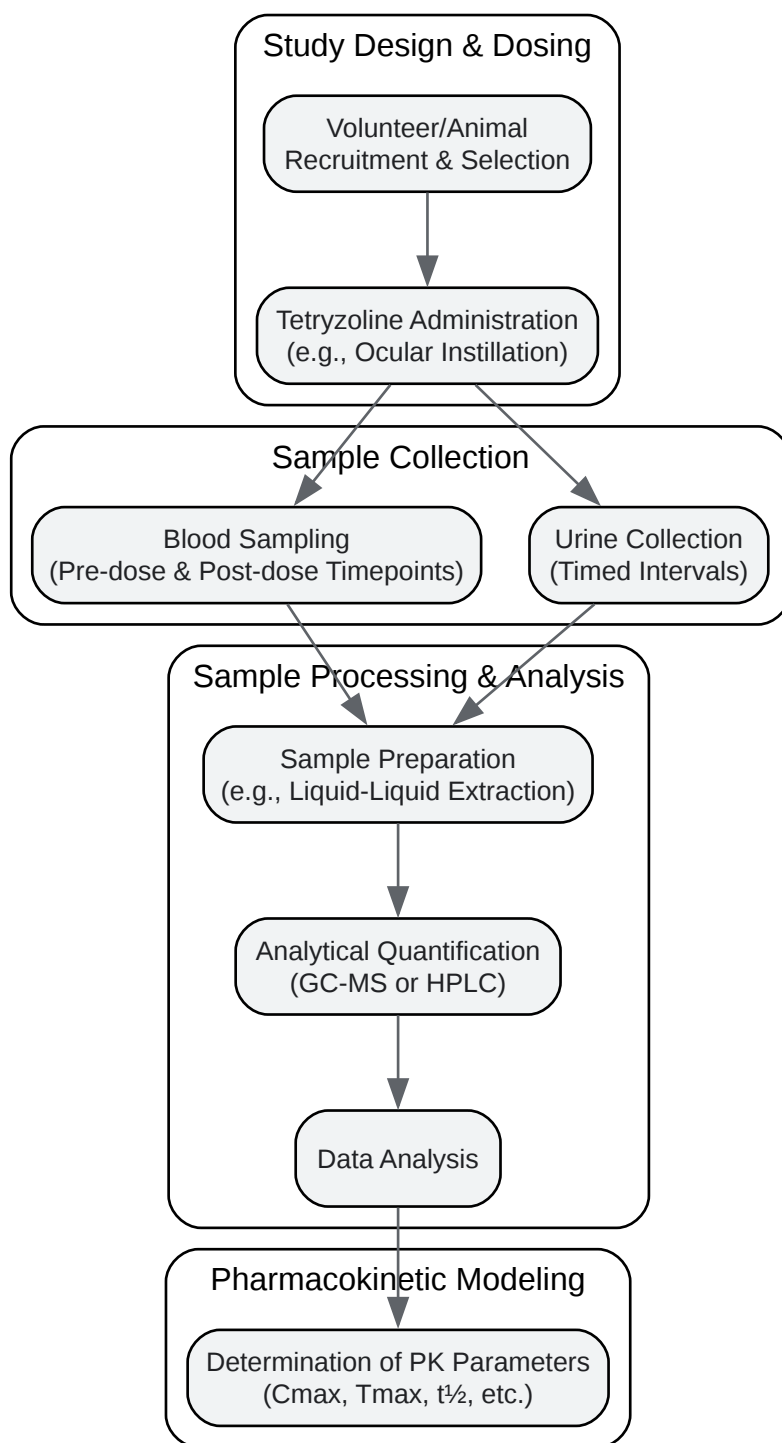 Study Design & Dosing
Volunteer/Animal
Recruitment & Selection
Tetryzoline Administration
(e.g., Ocular Instillation)
Sample Collection
Blood Sampling
(Pre-dose & Post-dose Timepoints)
Urine Collection
(Timed Intervals)
Sample Processing & Analysis
Sample Preparation
(e.g., Liquid-Liquid Extraction)
Analytical Quantification
(GC-MS or HPLC)
Data Analysis
Pharmacokinetic Modeling
Determination of PK Parameters
(Cmax, Tmax, t½, etc.)